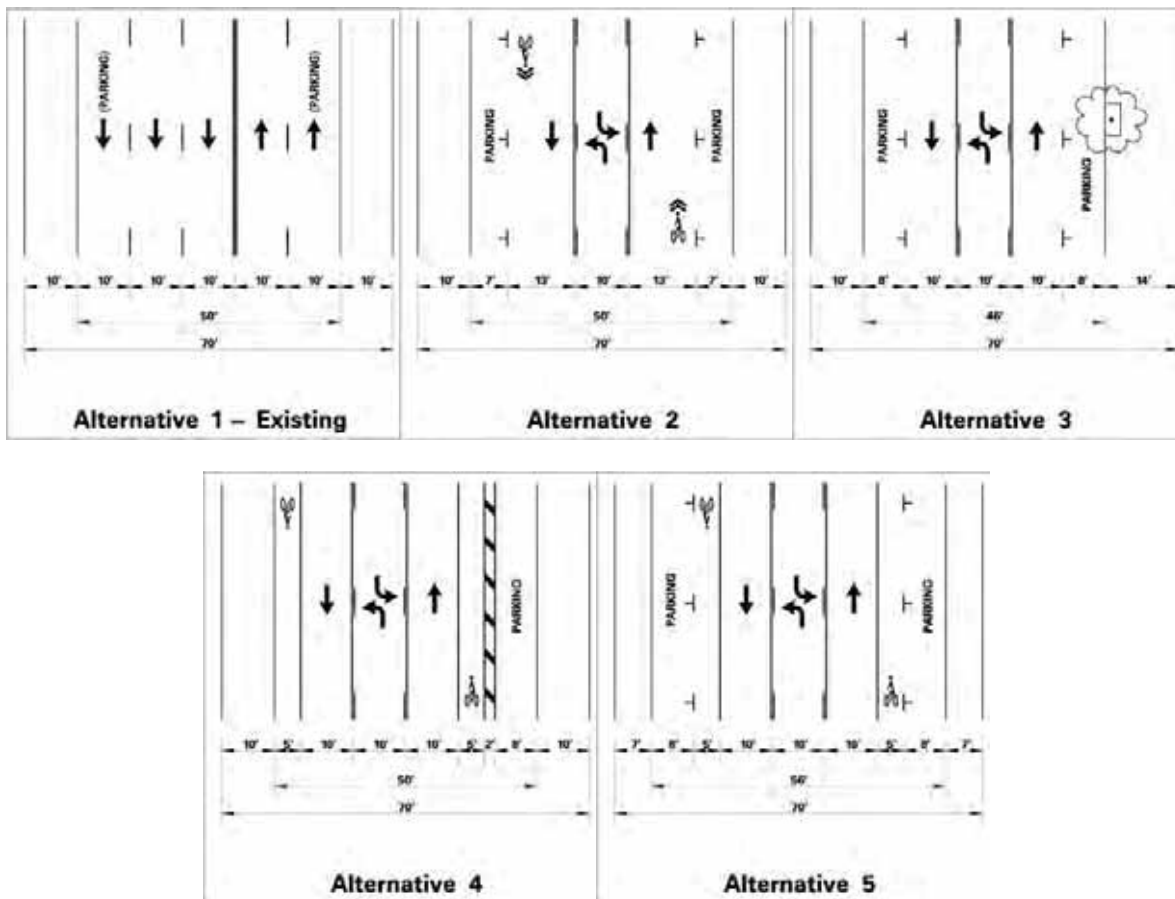 (PARKING)
(PARKING)
10' 10' 10' 10' 10' 10' 10'
50'
70'
Alternative 1 – Existing
PARKING
PARKING
10' 7' 13' 10' 13' 7' 10'
50'
70'
Alternative 2
PARKING
PARKING
10' 8' 10' 10' 10' 8' 14'
46'
70'
Alternative 3
PARKING
10' 5' 10' 10' 10' 5' 2' 8' 10'
50'
70'
Alternative 4
PARKING
PARKING
7' 8' 5' 10' 10' 10' 5' 8' 7'
56'
70'
Alternative 5